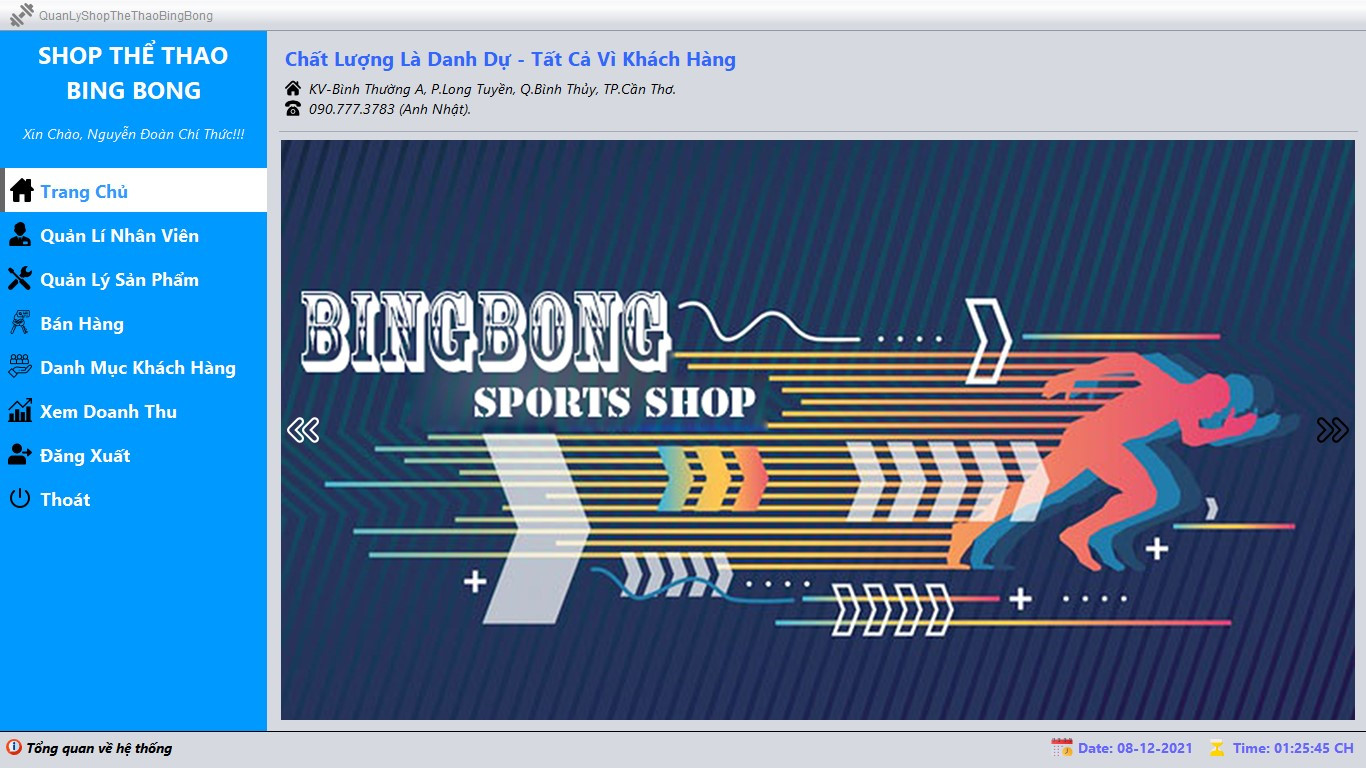 QuanLyShopTheThaoBingBong
SHOP THỂ THAO
BING BONG
Xin Chào, Nguyễn Đoàn Chí Thức!!!
Trang Chủ
Quản Lí Nhân Viên
Quản Lý Sản Phẩm
Bán Hàng
Danh Mục Khách Hàng
Xem Doanh Thu
Đăng Xuất
Thoát
Chất Lượng Là Danh Dự - Tất Cả Vì Khách Hàng
KV-Bình Thường A, P.Long Tuyền, Q.Bình Thủy, TP.Cần Thơ.
090.777.3783 (Anh Nhật).
BINGBONG
SPORTS SHOP
Tổng quan về hệ thống
Date: 08-12-2021
Time: 01:25:45 CH